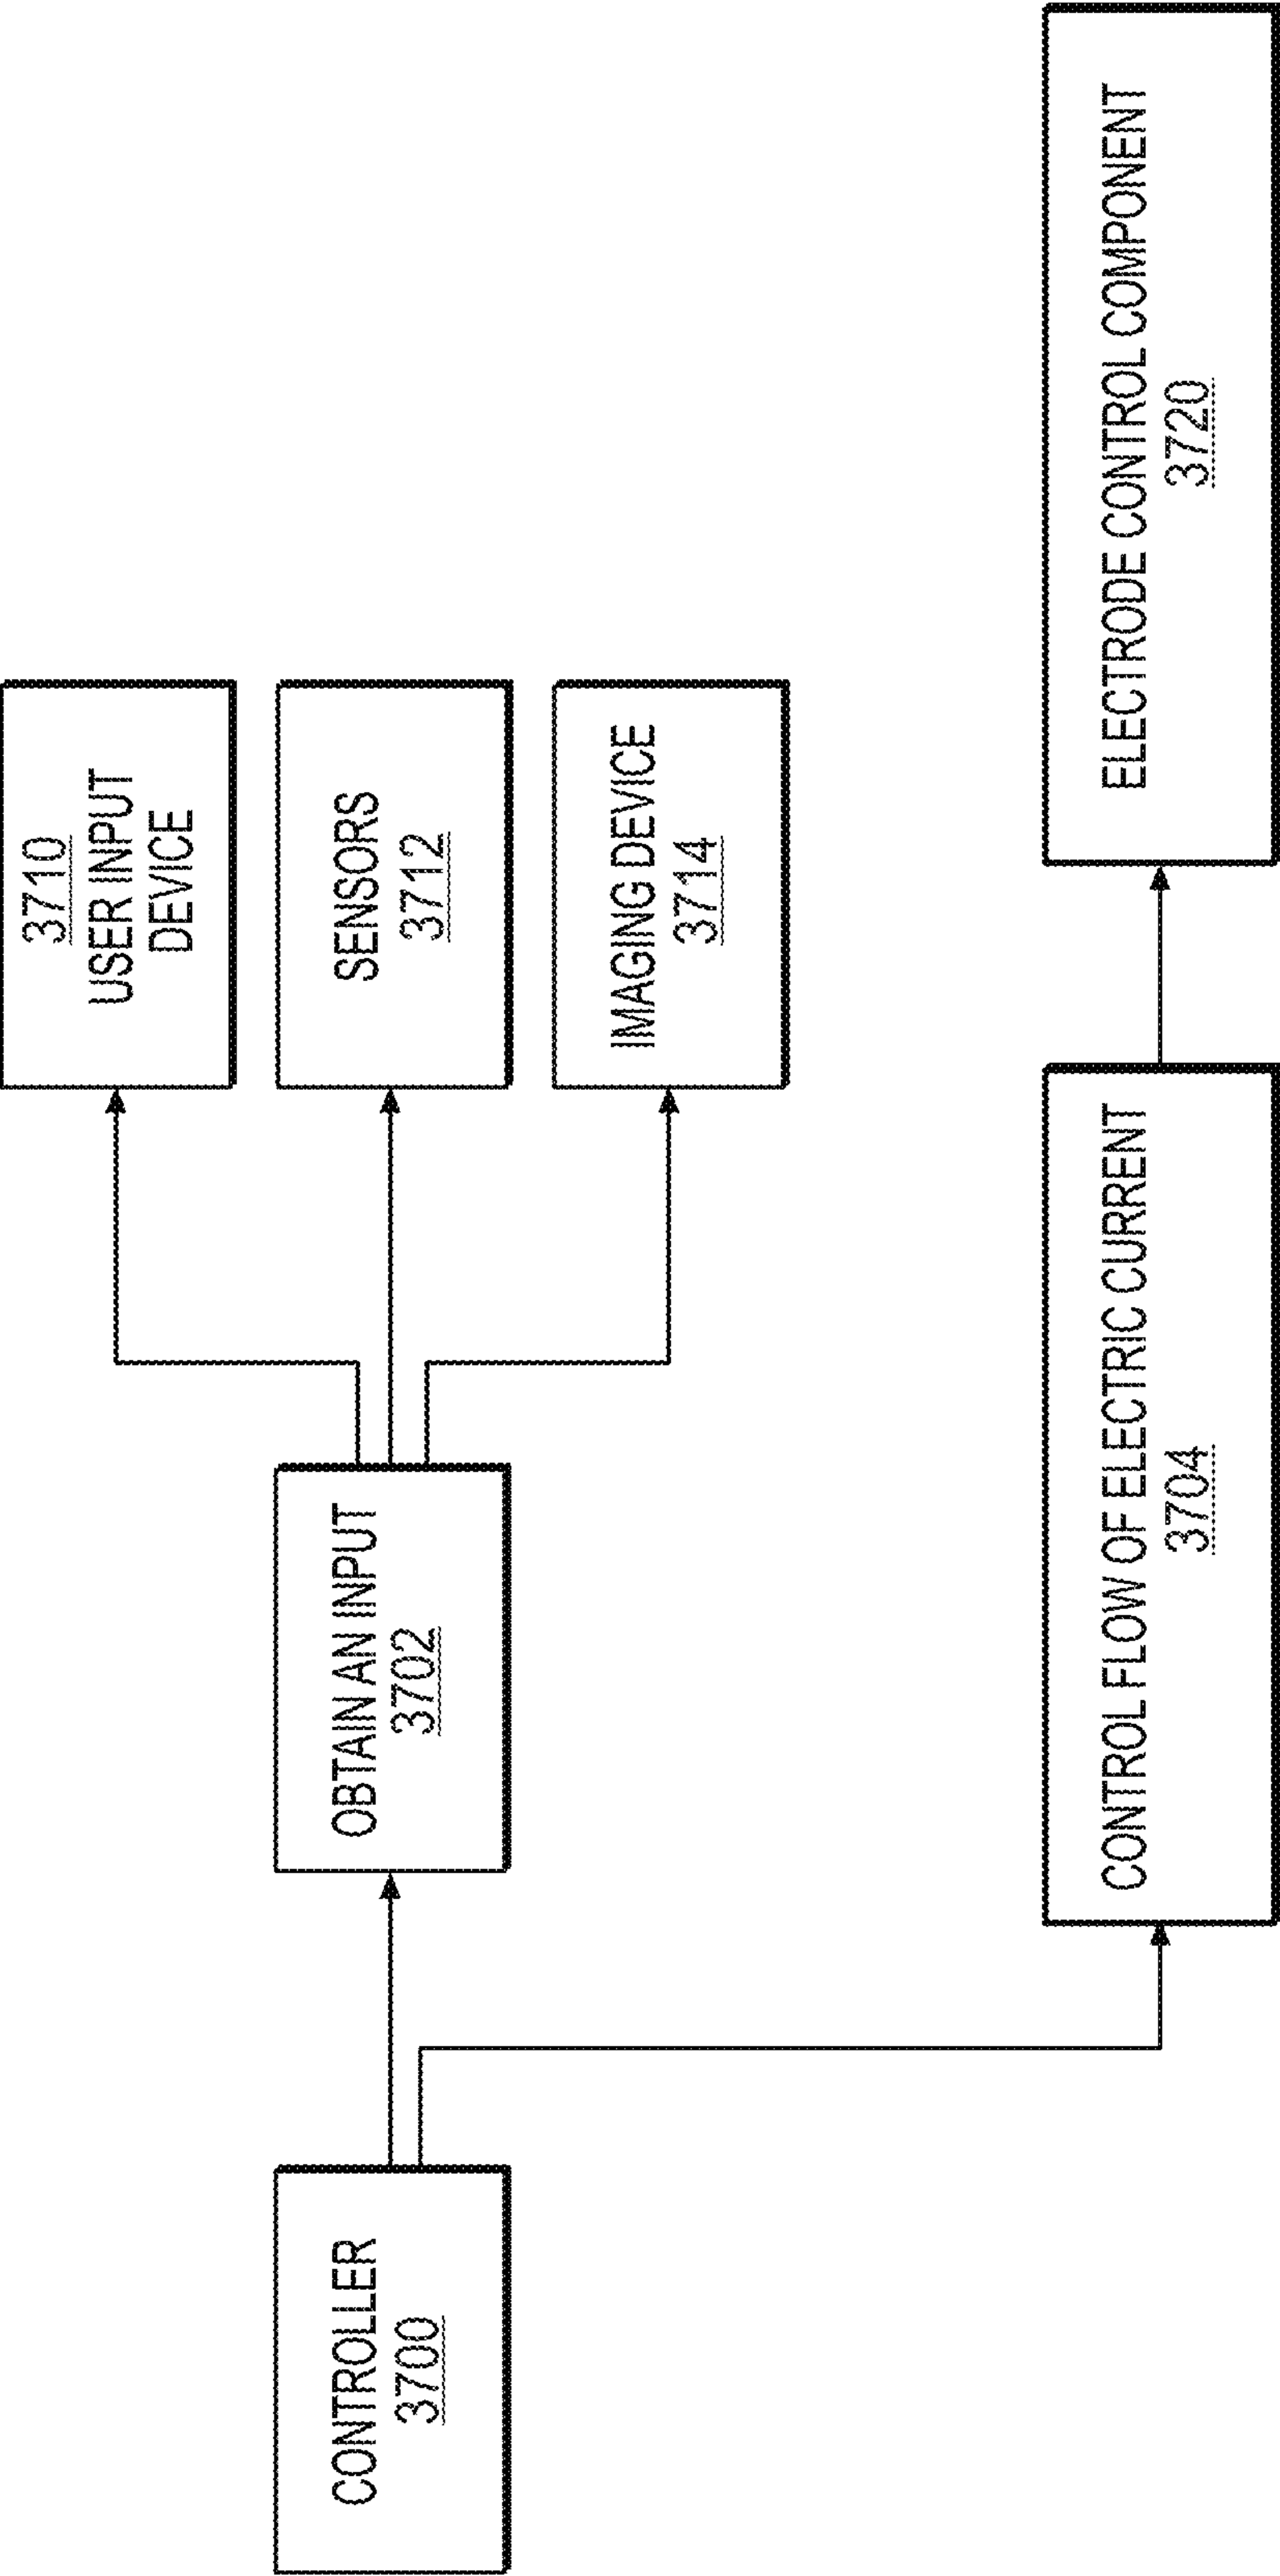 CONTROLLER
3700
OBTAIN AN INPUT
3702
3710
USER INPUT
DEVICE
SENSORS
3712
IMAGING DEVICE
3714
CONTROL FLOW OF ELECTRIC CURRENT
3704
ELECTRODE CONTROL COMPONENT
3720